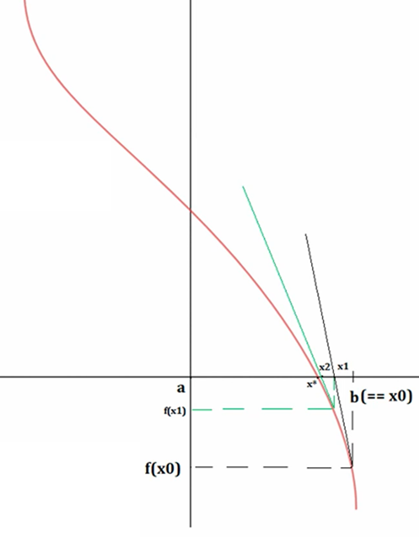 x2 x1
x*
a
b(== x0)
f(x1)
f(x0)